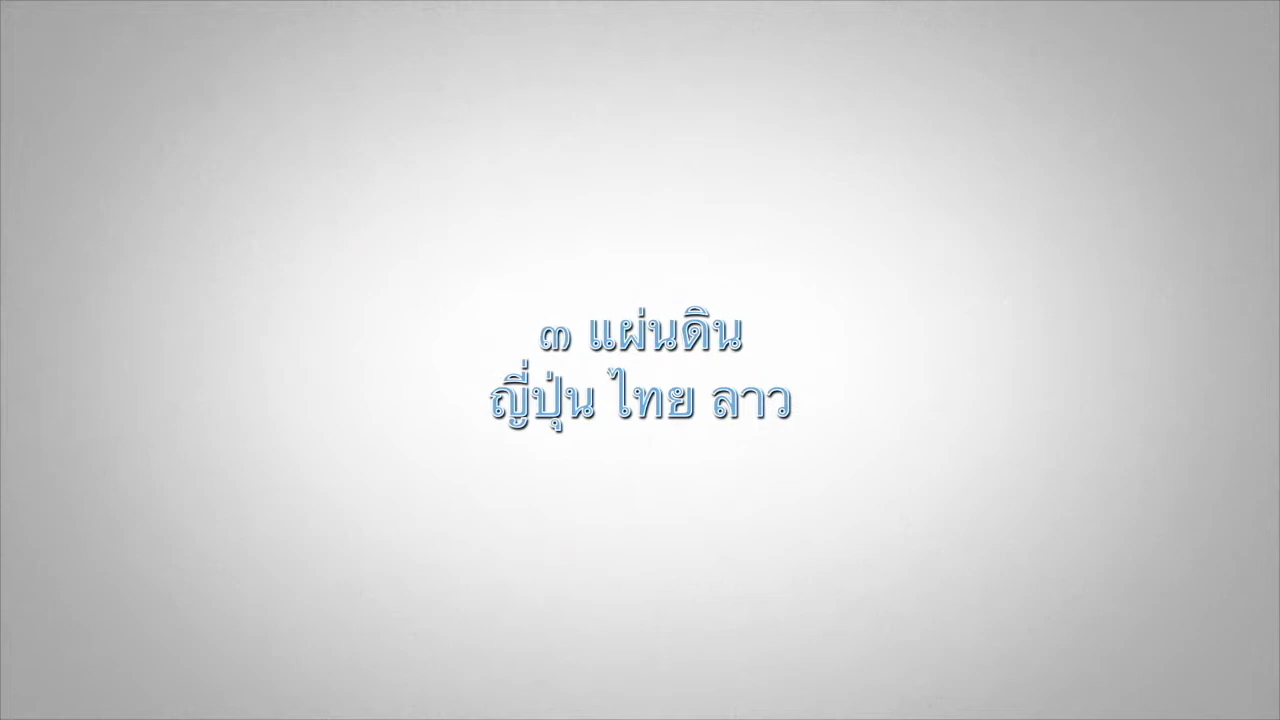 ๓ แผ่นดิน
ญี่ปุ่น ไทย ลาว